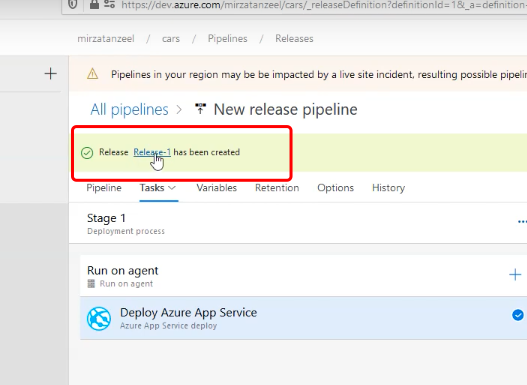 https://dev.azure.com/mirzatanzeel/cars/_releaseDefinition?definitionId=1&_a=definition-
mirzatanzeel / cars / Pipelines / Releases
Pipelines in your region may be be impacted by a live site incident, resulting possible pipelin
All pipelines > New release pipeline
Release Release-1 has been created
Pipeline Tasks Variables Retention Options History
Stage 1
Deployment process
Run on agent
Run on agent
Deploy Azure App Service
Azure App Service deploy